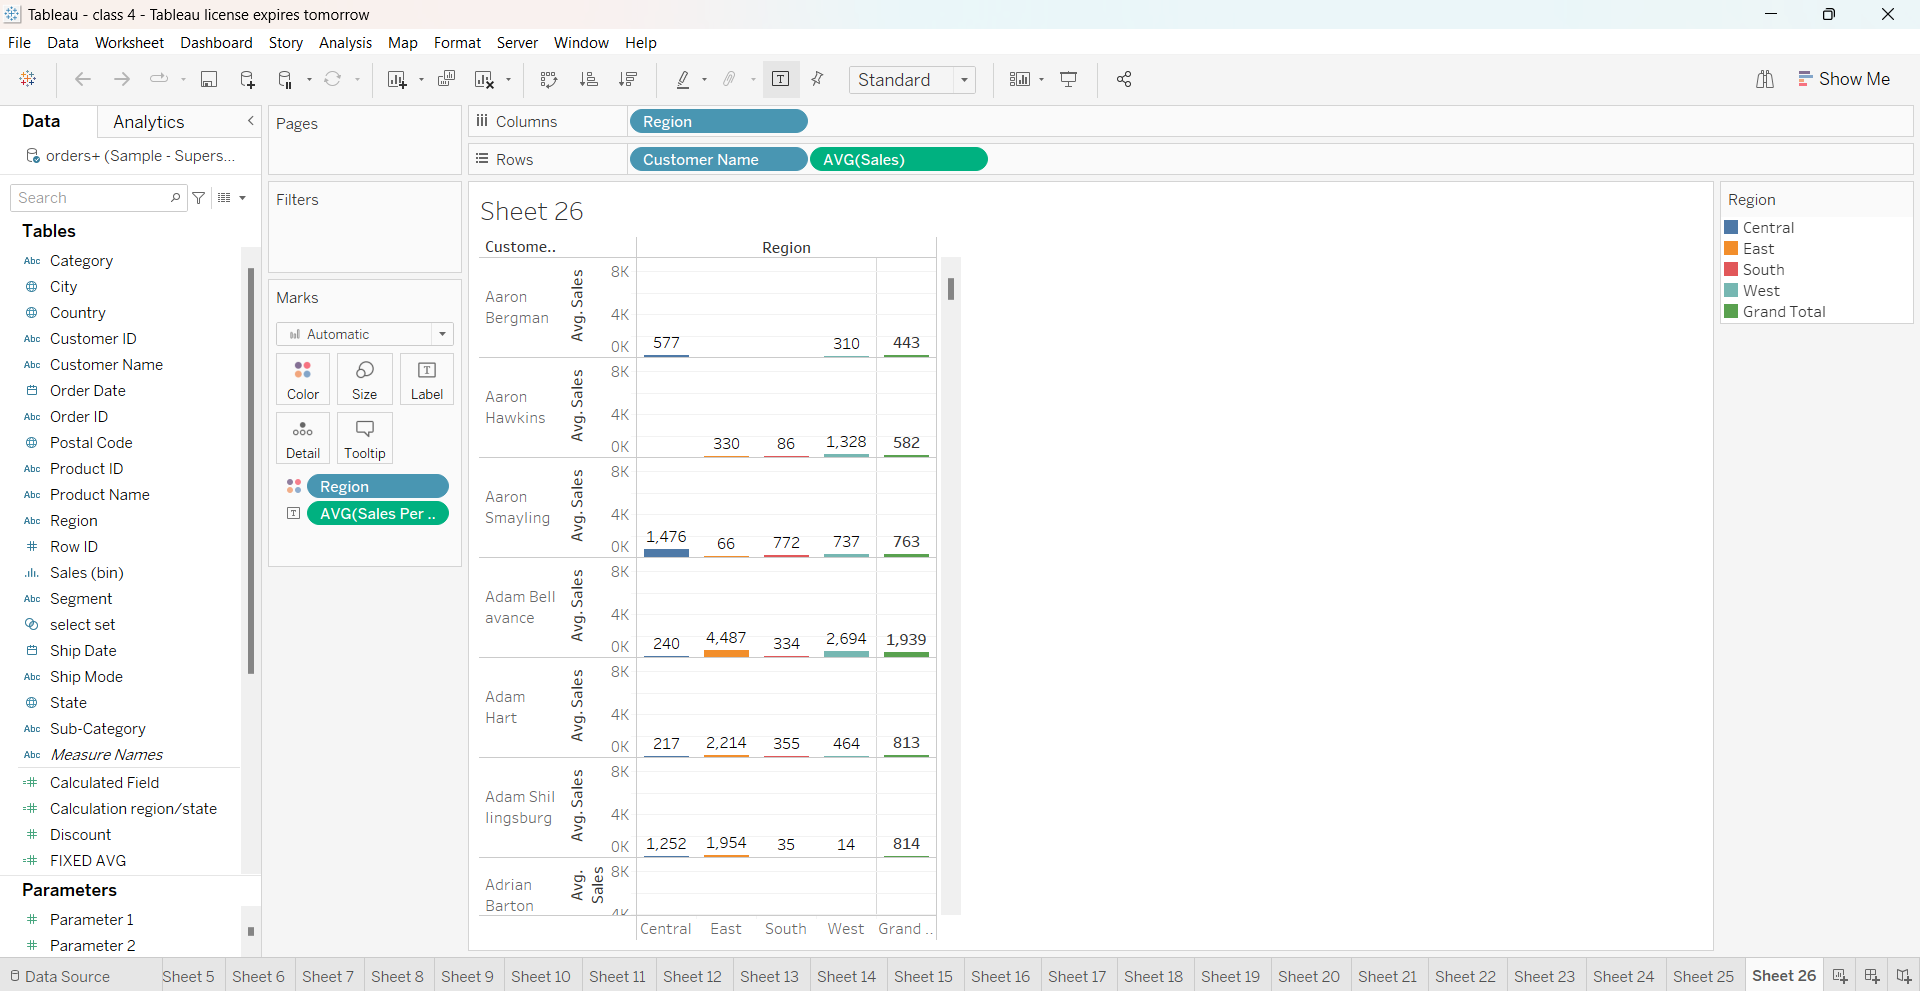 Tableau - class 4 - Tableau license expires tomorrow
File Data Worksheet Dashboard Story Analysis Map Format Server Window Help
Standard
Show Me
Data Analytics
orders+ (Sample - Supers...
Search
Tables
Abc Category
City
Country
Abc Customer ID
Abc Customer Name
Order Date
Abc Order ID
Postal Code
Abc Product ID
Abc Product Name
Abc Region
# Row ID
Sales (bin)
Abc Segment
select set
Ship Date
Abc Ship Mode
State
Abc Sub-Category
Abc Measure Names
=# Calculated Field
=# Calculation region/state
# Discount
=# FIXED AVG
Parameters
# Parameter 1
# Parameter 2
Pages
Filters
Marks
Automatic
Color Size Label
Detail Tooltip
Region
AVG(Sales Per ..
Columns Region
Rows Customer Name AVG(Sales)
Sheet 26
Custome.. Region
Aaron Bergman Avg. Sales 8K 4K 0K 577 310 443
Aaron Hawkins Avg. Sales 8K 4K 0K 330 86 1,328 582
Aaron Smayling Avg. Sales 8K 4K 0K 1,476 66 772 737 763
Adam Bell avance Avg. Sales 8K 4K 0K 240 4,487 334 2,694 1,939
Adam Hart Avg. Sales 8K 4K 0K 217 2,214 355 464 813
Adam Shil lingsburg Avg. Sales 8K 4K 0K 1,252 1,954 35 14 814
Adrian Barton Avg. Sales 8K 4K
Central East South West Grand ..
Region
Central
East
South
West
Grand Total
Data Source Sheet 5 Sheet 6 Sheet 7 Sheet 8 Sheet 9 Sheet 10 Sheet 11 Sheet 12 Sheet 13 Sheet 14 Sheet 15 Sheet 16 Sheet 17 Sheet 18 Sheet 19 Sheet 20 Sheet 21 Sheet 22 Sheet 23 Sheet 24 Sheet 25 Sheet 26